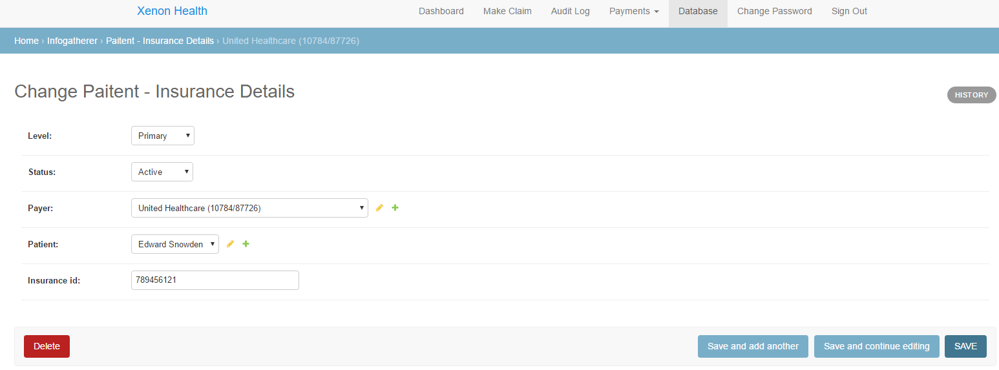 Xenon Health Dashboard Make Claim Audit Log Payments Database Change Password Sign Out
Home › Infogatherer › Paitent - Insurance Details › United Healthcare (10784/87726)
Change Paitent - Insurance Details
HISTORY
Level: Primary
Status: Active
Payer: United Healthcare (10784/87726)
Patient: Edward Snowden
Insurance id: 789456121
Delete Save and add another Save and continue editing SAVE